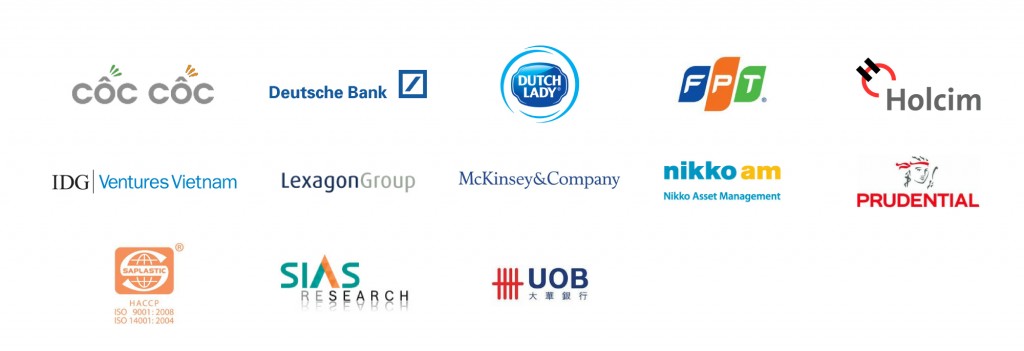 CỐC CỐC
Deutsche Bank
DUTCH
LADY®
FPT®
Holcim
IDG | Ventures Vietnam
LexagonGroup
McKinsey&Company
nikko am
Nikko Asset Management
PRUDENTIAL
SAPLASTIC
®
HACCP
ISO 9001: 2008
ISO 14001: 2004
SIAS
RESEARCH
UOB
大華銀行